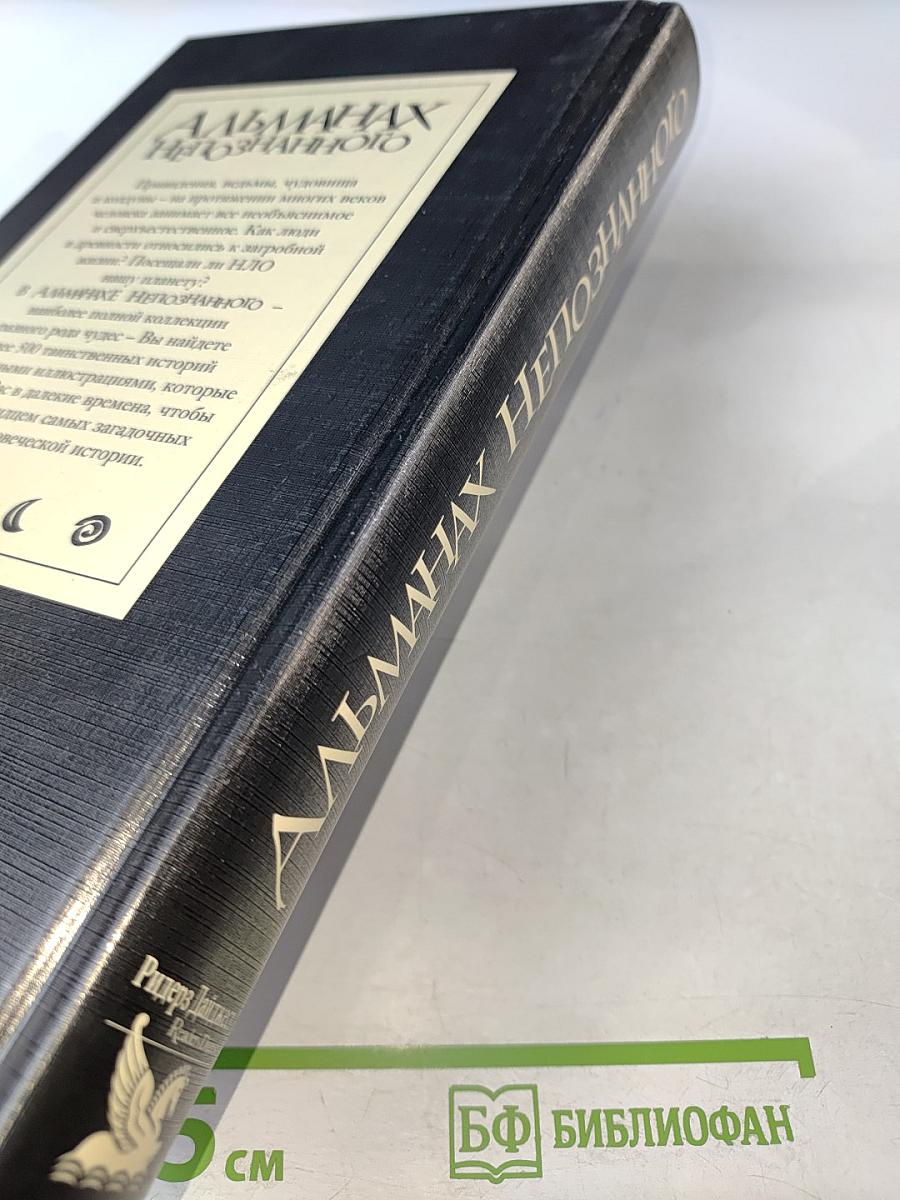 АЛЬМАНАХ
НЕПОЗНАННОГО
Привидения, ведьмы, чудовища
и колдуны – на протяжении многих веков
человека занимает все необъяснимое
и сверхъестественное. Как люди
в древности относились к загробной
жизни? Посещали ли НЛО
нашу планету?
В АЛЬМАНАХЕ НЕПОЗНАННОГО –
наиболее полной коллекции
рода чудес – Вы найдете
300 таинственных историй
иллюстрациями, которые
в далекие времена, чтобы
самых загадочных
истории.
АЛЬМАНАХ НЕПОЗНАННОГО
Ридерз
см
БФ БИБЛИОФАН